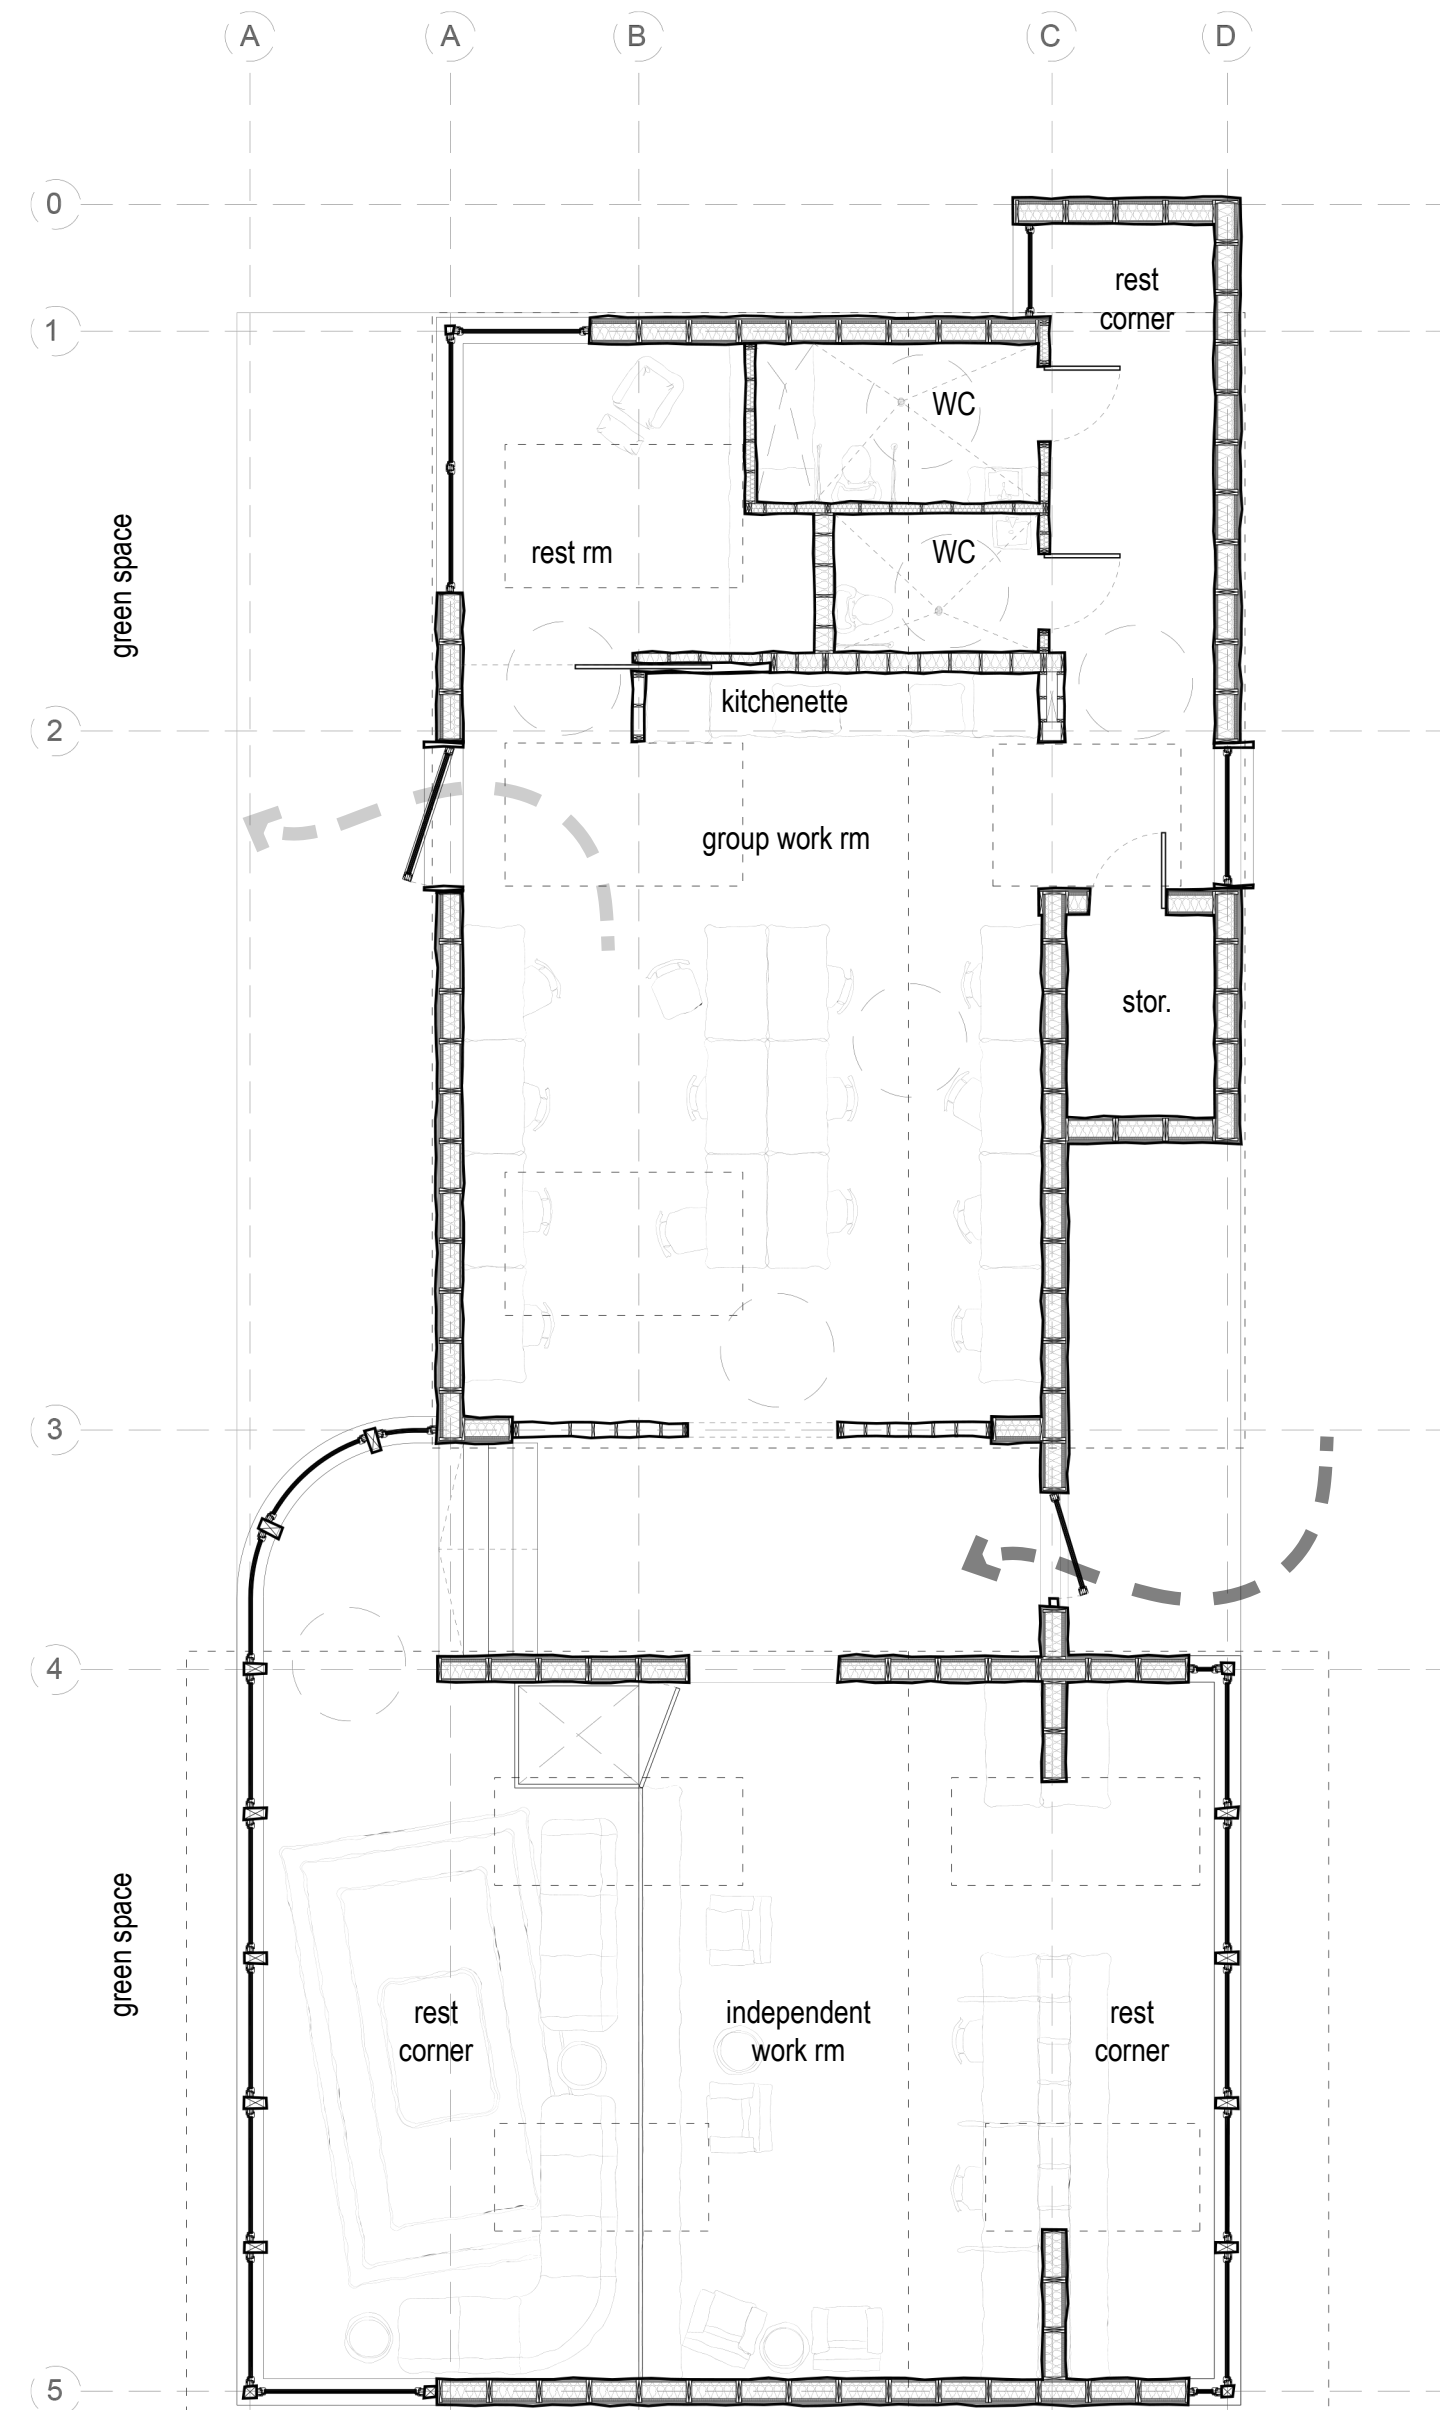 A
A
B
C
D
0
rest
corner
1
WC
green space
rest rm
WC
kitchenette
2
group work rm
stor.
3
4
green space
rest
corner
independent
work rm
rest
corner
5